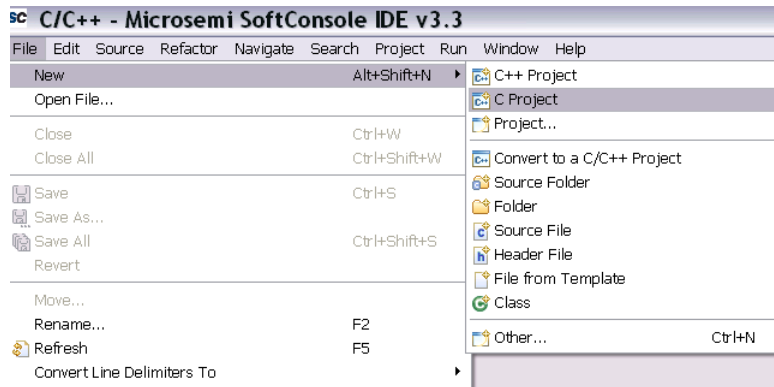 sc C/C++ - Microsemi SoftConsole IDE v3.3
File Edit Source Refactor Navigate Search Project Run Window Help
New Alt+Shift+N
Open File...
Close Ctrl+W
Close All Ctrl+Shift+W
Save Ctrl+S
Save As...
Save All Ctrl+Shift+S
Revert
Move...
Rename... F2
Refresh F5
Convert Line Delimiters To
C++ Project
C Project
Project...
Convert to a C/C++ Project
Source Folder
Folder
Source File
Header File
File from Template
Class
Other... Ctrl+N